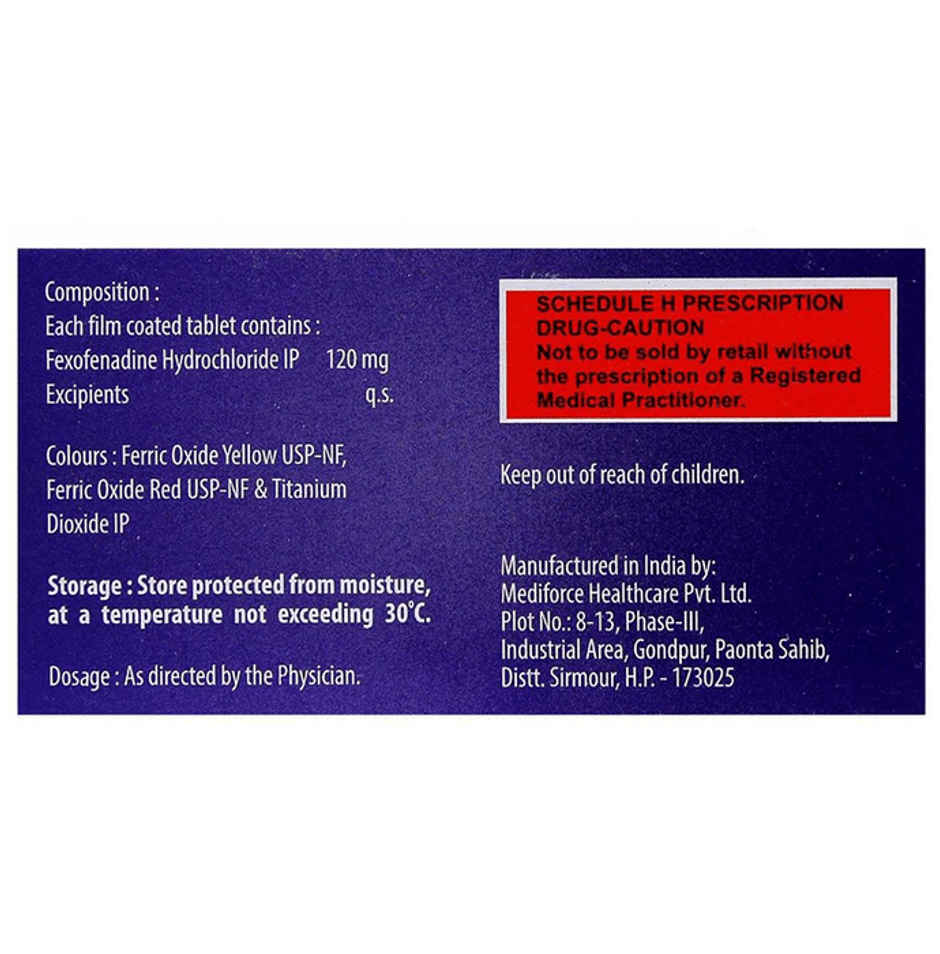 Composition :
Each film coated tablet contains :
Fexofenadine Hydrochloride IP 120 mg
Excipients q.s.
Colours : Ferric Oxide Yellow USP-NF,
Ferric Oxide Red USP-NF & Titanium
Dioxide IP
Storage : Store protected from moisture,
at a temperature not exceeding 30°C.
Dosage : As directed by the Physician.
SCHEDULE H PRESCRIPTION
DRUG-CAUTION
Not to be sold by retail without
the prescription of a Registered
Medical Practitioner.
Keep out of reach of children.
Manufactured in India by:
Mediforce Healthcare Pvt. Ltd.
Plot No.: 8-13, Phase-III,
Industrial Area, Gondpur, Paonta Sahib,
Distt. Sirmour, H.P. - 173025